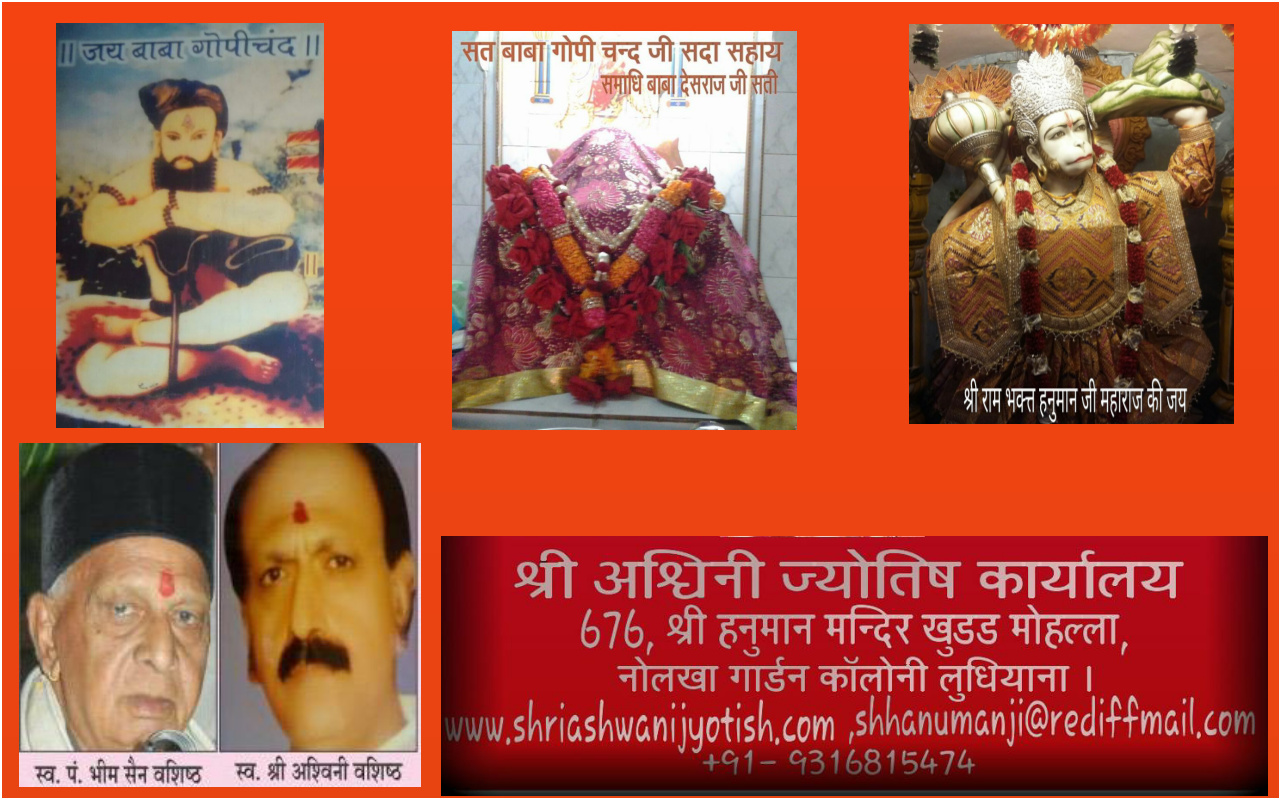 ॥ जय बाबा गोपीचंद ॥
सत बाबा गोपी चन्द जी सदा सहाय
समाधि बाबा देसराज जी सती
श्री राम भक्त हनुमान जी महाराज की जय
स्व. पं. भीम सैन वशिष्ठ
स्व. श्री अश्विनी वशिष्ठ
श्री अश्विनी ज्योतिष कार्यालय
676, श्री हनुमान मन्दिर खुडड मोहल्ला,
नोलखा गार्डन कॉलोनी लुधियाना ।
www.shriashwanijyotish.com ,shhanumanji@rediffmail.com
+91- 9316815474